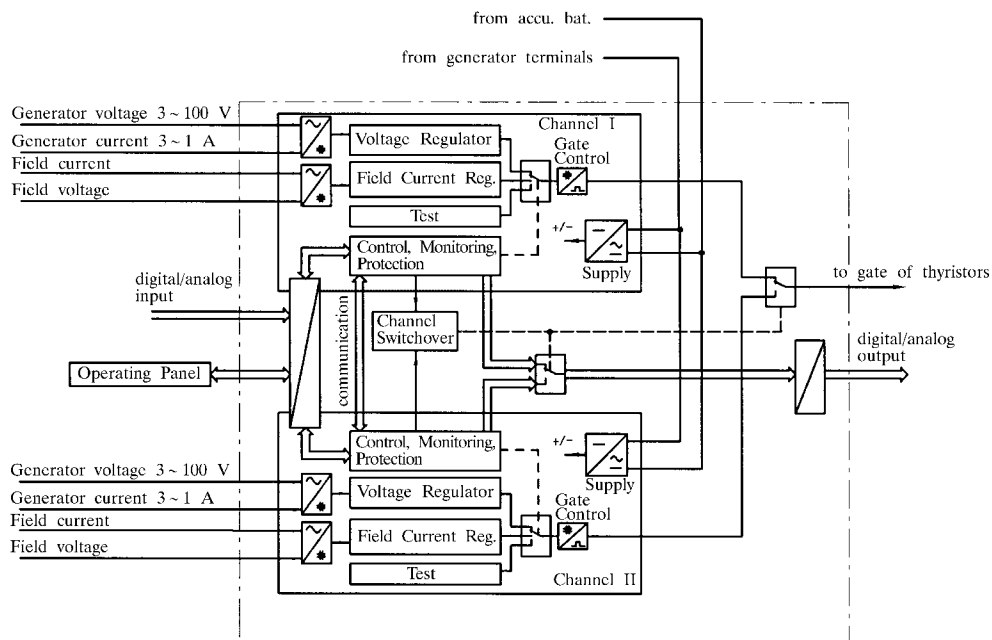 from accu. bat.
from generator terminals
Generator voltage 3 ~ 100 V
Generator current 3 ~ 1 A
Field current
Field voltage
Channel I
Voltage Regulator
Gate
Control
Field Current Reg.
Test
+/-
Supply
Control, Monitoring,
Protection
digital/analog
input
to gate of thyristors
communication
Channel
Switchover
digital/analog
output
Operating Panel
Control, Monitoring,
Protection
+/-
Supply
Generator voltage 3 ~ 100 V
Generator current 3 ~ 1 A
Field current
Field voltage
Voltage Regulator
Gate
Control
Field Current Reg.
Test
Channel II